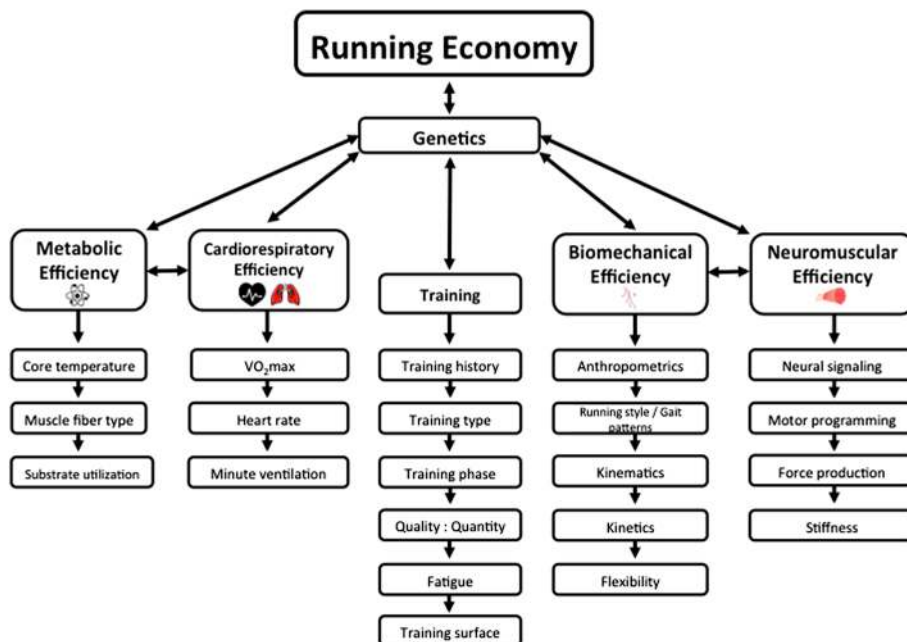 Running Economy
Genetics
Metabolic
Efficiency
Core temperature
Muscle fiber type
Substrate utilization
Cardiorespiratory
Efficiency
VO₂max
Heart rate
Minute ventilation
Training
Training history
Training type
Training phase
Quality : Quantity
Fatigue
Training surface
Biomechanical
Efficiency
Anthropometrics
Running style / Gait
patterns
Kinematics
Kinetics
Flexibility
Neuromuscular
Efficiency
Neural signaling
Motor programming
Force production
Stiffness